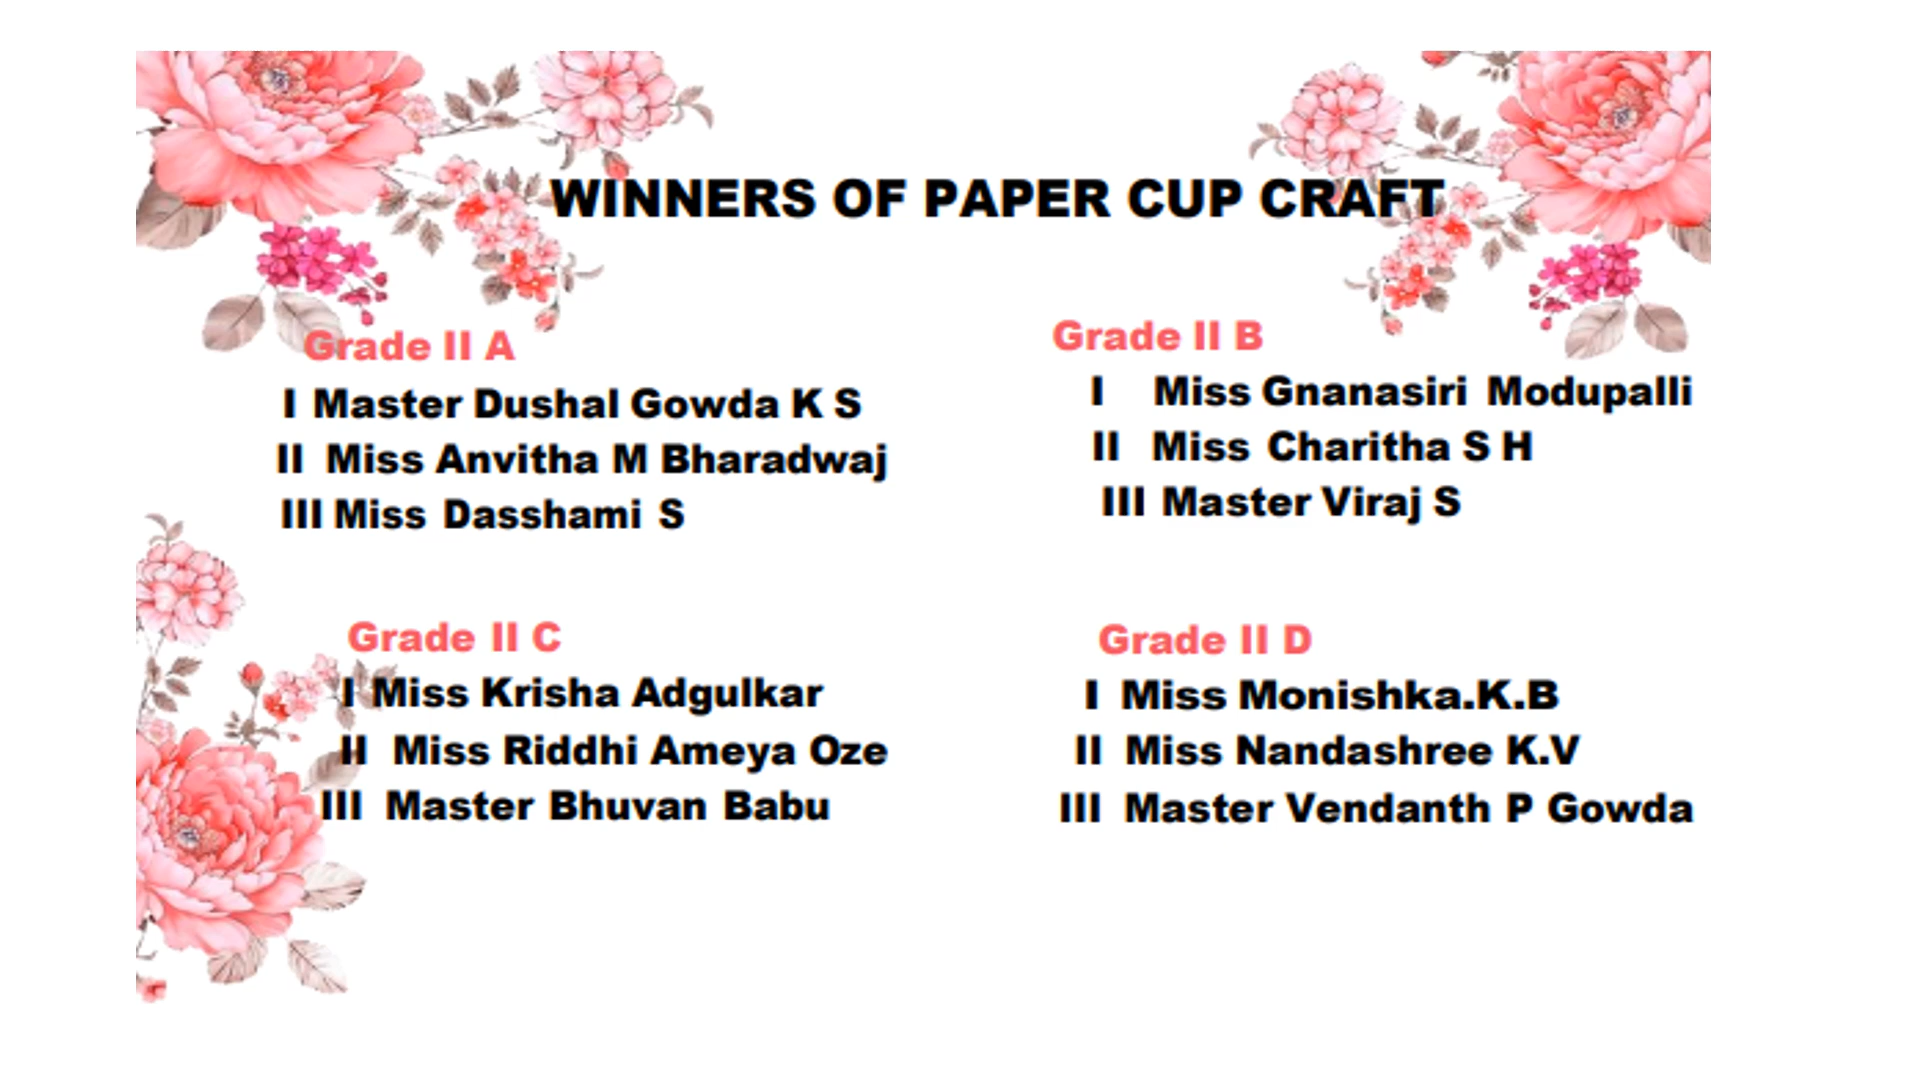 WINNERS OF PAPER CUP CRAFT
Grade II A
I Master Dushal Gowda K S
II Miss Anvitha M Bharadwaj
III Miss Dasshami S
Grade II B
I Miss Gnanasiri Modupalli
II Miss Charitha S H
III Master Viraj S
Grade II C
I Miss Krisha Adgulkar
II Miss Riddhi Ameya Oze
III Master Bhuvan Babu
Grade II D
I Miss Monishka.K.B
II Miss Nandashree K.V
III Master Vendanth P Gowda